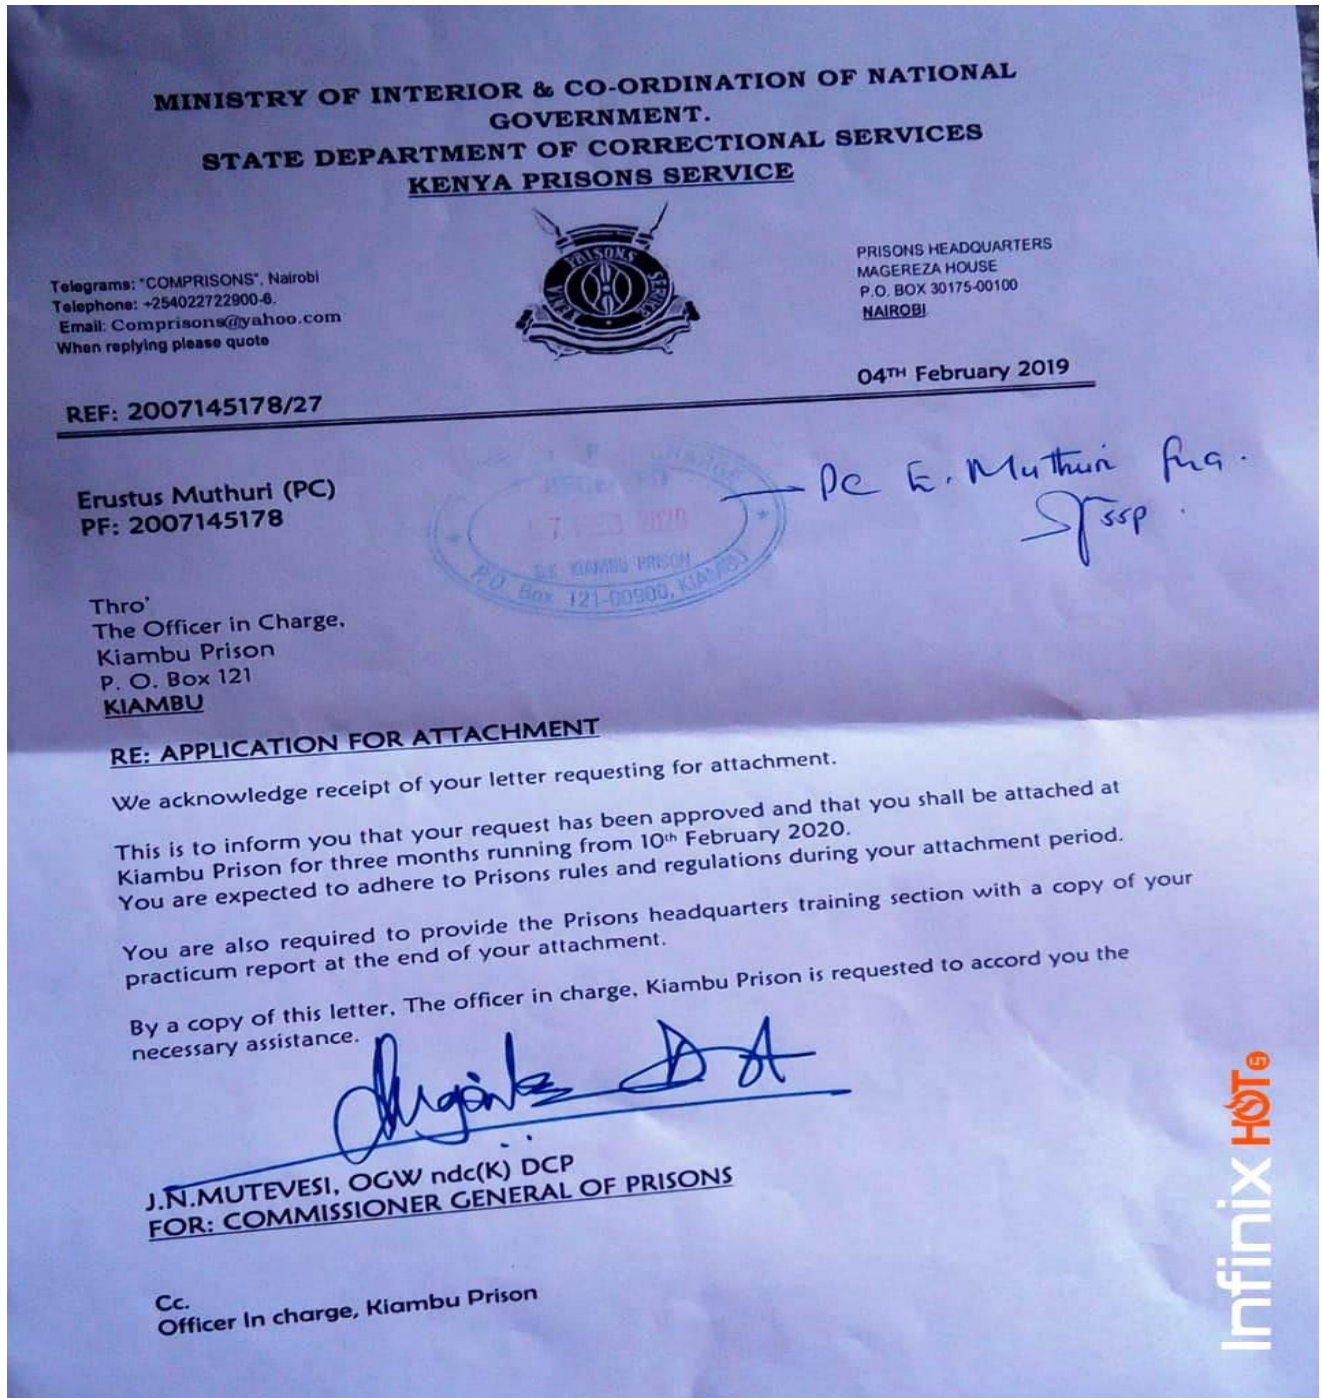 MINISTRY OF INTERIOR & CO-ORDINATION OF NATIONAL
GOVERNMENT.
STATE DEPARTMENT OF CORRECTIONAL SERVICES
KENYA PRISONS SERVICE
PRISONS
SERVICE
KENYA
Telegrams: "COMPRISONS", Nairobi
Telephone: +254022722900-6.
Email: Comprisons@yahoo.com
When replying please quote
PRISONS HEADQUARTERS
MAGEREZA HOUSE
P.O. BOX 30175-00100
NAIROBI
04TH February 2019
REF: 2007145178/27
PC E. Muthuri
SSP
Erustus Muthuri (PC)
PF: 2007145178
CHARGE
2020
KIAMBU PRISON
P.O. Box 121-00900, KIAMBU
Thro'
The Officer in Charge,
Kiambu Prison
P. O. Box 121
KIAMBU
RE: APPLICATION FOR ATTACHMENT
We acknowledge receipt of your letter requesting for attachment.
This is to inform you that your request has been approved and that you shall be attached at
Kiambu Prison for three months running from 10th February 2020.
You are expected to adhere to Prisons rules and regulations during your attachment period.
You are also required to provide the Prisons headquarters training section with a copy of your
practicum report at the end of your attachment.
By a copy of this letter, The officer in charge, Kiambu Prison is requested to accord you the
necessary assistance.
J.N.MUTEVESI, OGW ndc(K) DCP
FOR: COMMISSIONER GENERAL OF PRISONS
Cc.
Officer In charge, Kiambu Prison
Infinix HOT 5